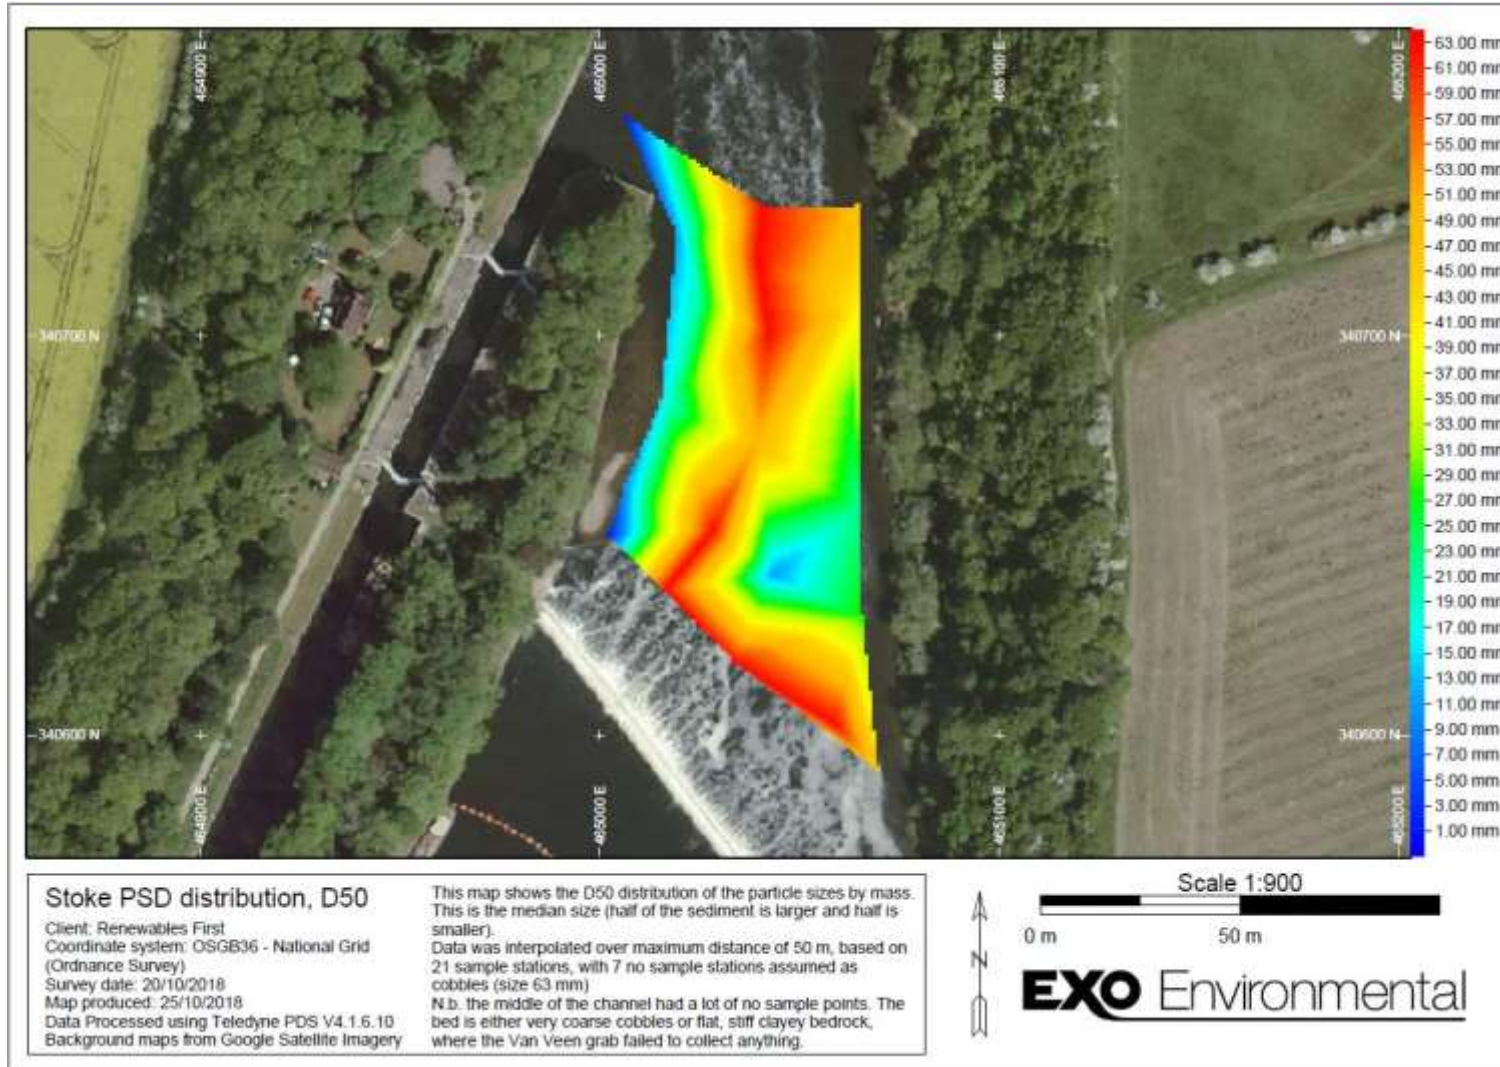 464900 E
465000 E
465100 E
465200 E
340700 N
340700 N
340600 N
340600 N
464900 E
465000 E
465100 E
465200 E
63.00 mm
61.00 mm
59.00 mm
57.00 mm
55.00 mm
53.00 mm
51.00 mm
49.00 mm
47.00 mm
45.00 mm
43.00 mm
41.00 mm
39.00 mm
37.00 mm
35.00 mm
33.00 mm
31.00 mm
29.00 mm
27.00 mm
25.00 mm
23.00 mm
21.00 mm
19.00 mm
17.00 mm
15.00 mm
13.00 mm
11.00 mm
9.00 mm
7.00 mm
5.00 mm
3.00 mm
1.00 mm
Stoke PSD distribution, D50
Client: Renewables First
Coordinate system: OSGB36 - National Grid
(Ordnance Survey)
Survey date: 20/10/2018
Map produced: 25/10/2018
Data Processed using Teledyne PDS V4.1.6.10
Background maps from Google Satellite Imagery
This map shows the D50 distribution of the particle sizes by mass.
This is the median size (half of the sediment is larger and half is
smaller).
Data was interpolated over maximum distance of 50 m, based on
21 sample stations, with 7 no sample stations assumed as
cobbles (size 63 mm)
N.b. the middle of the channel had a lot of no sample points. The
bed is either very coarse cobbles or flat, stiff clayey bedrock,
where the Van Veen grab failed to collect anything.
N
Scale 1:900
0 m
50 m
EXO Environmental